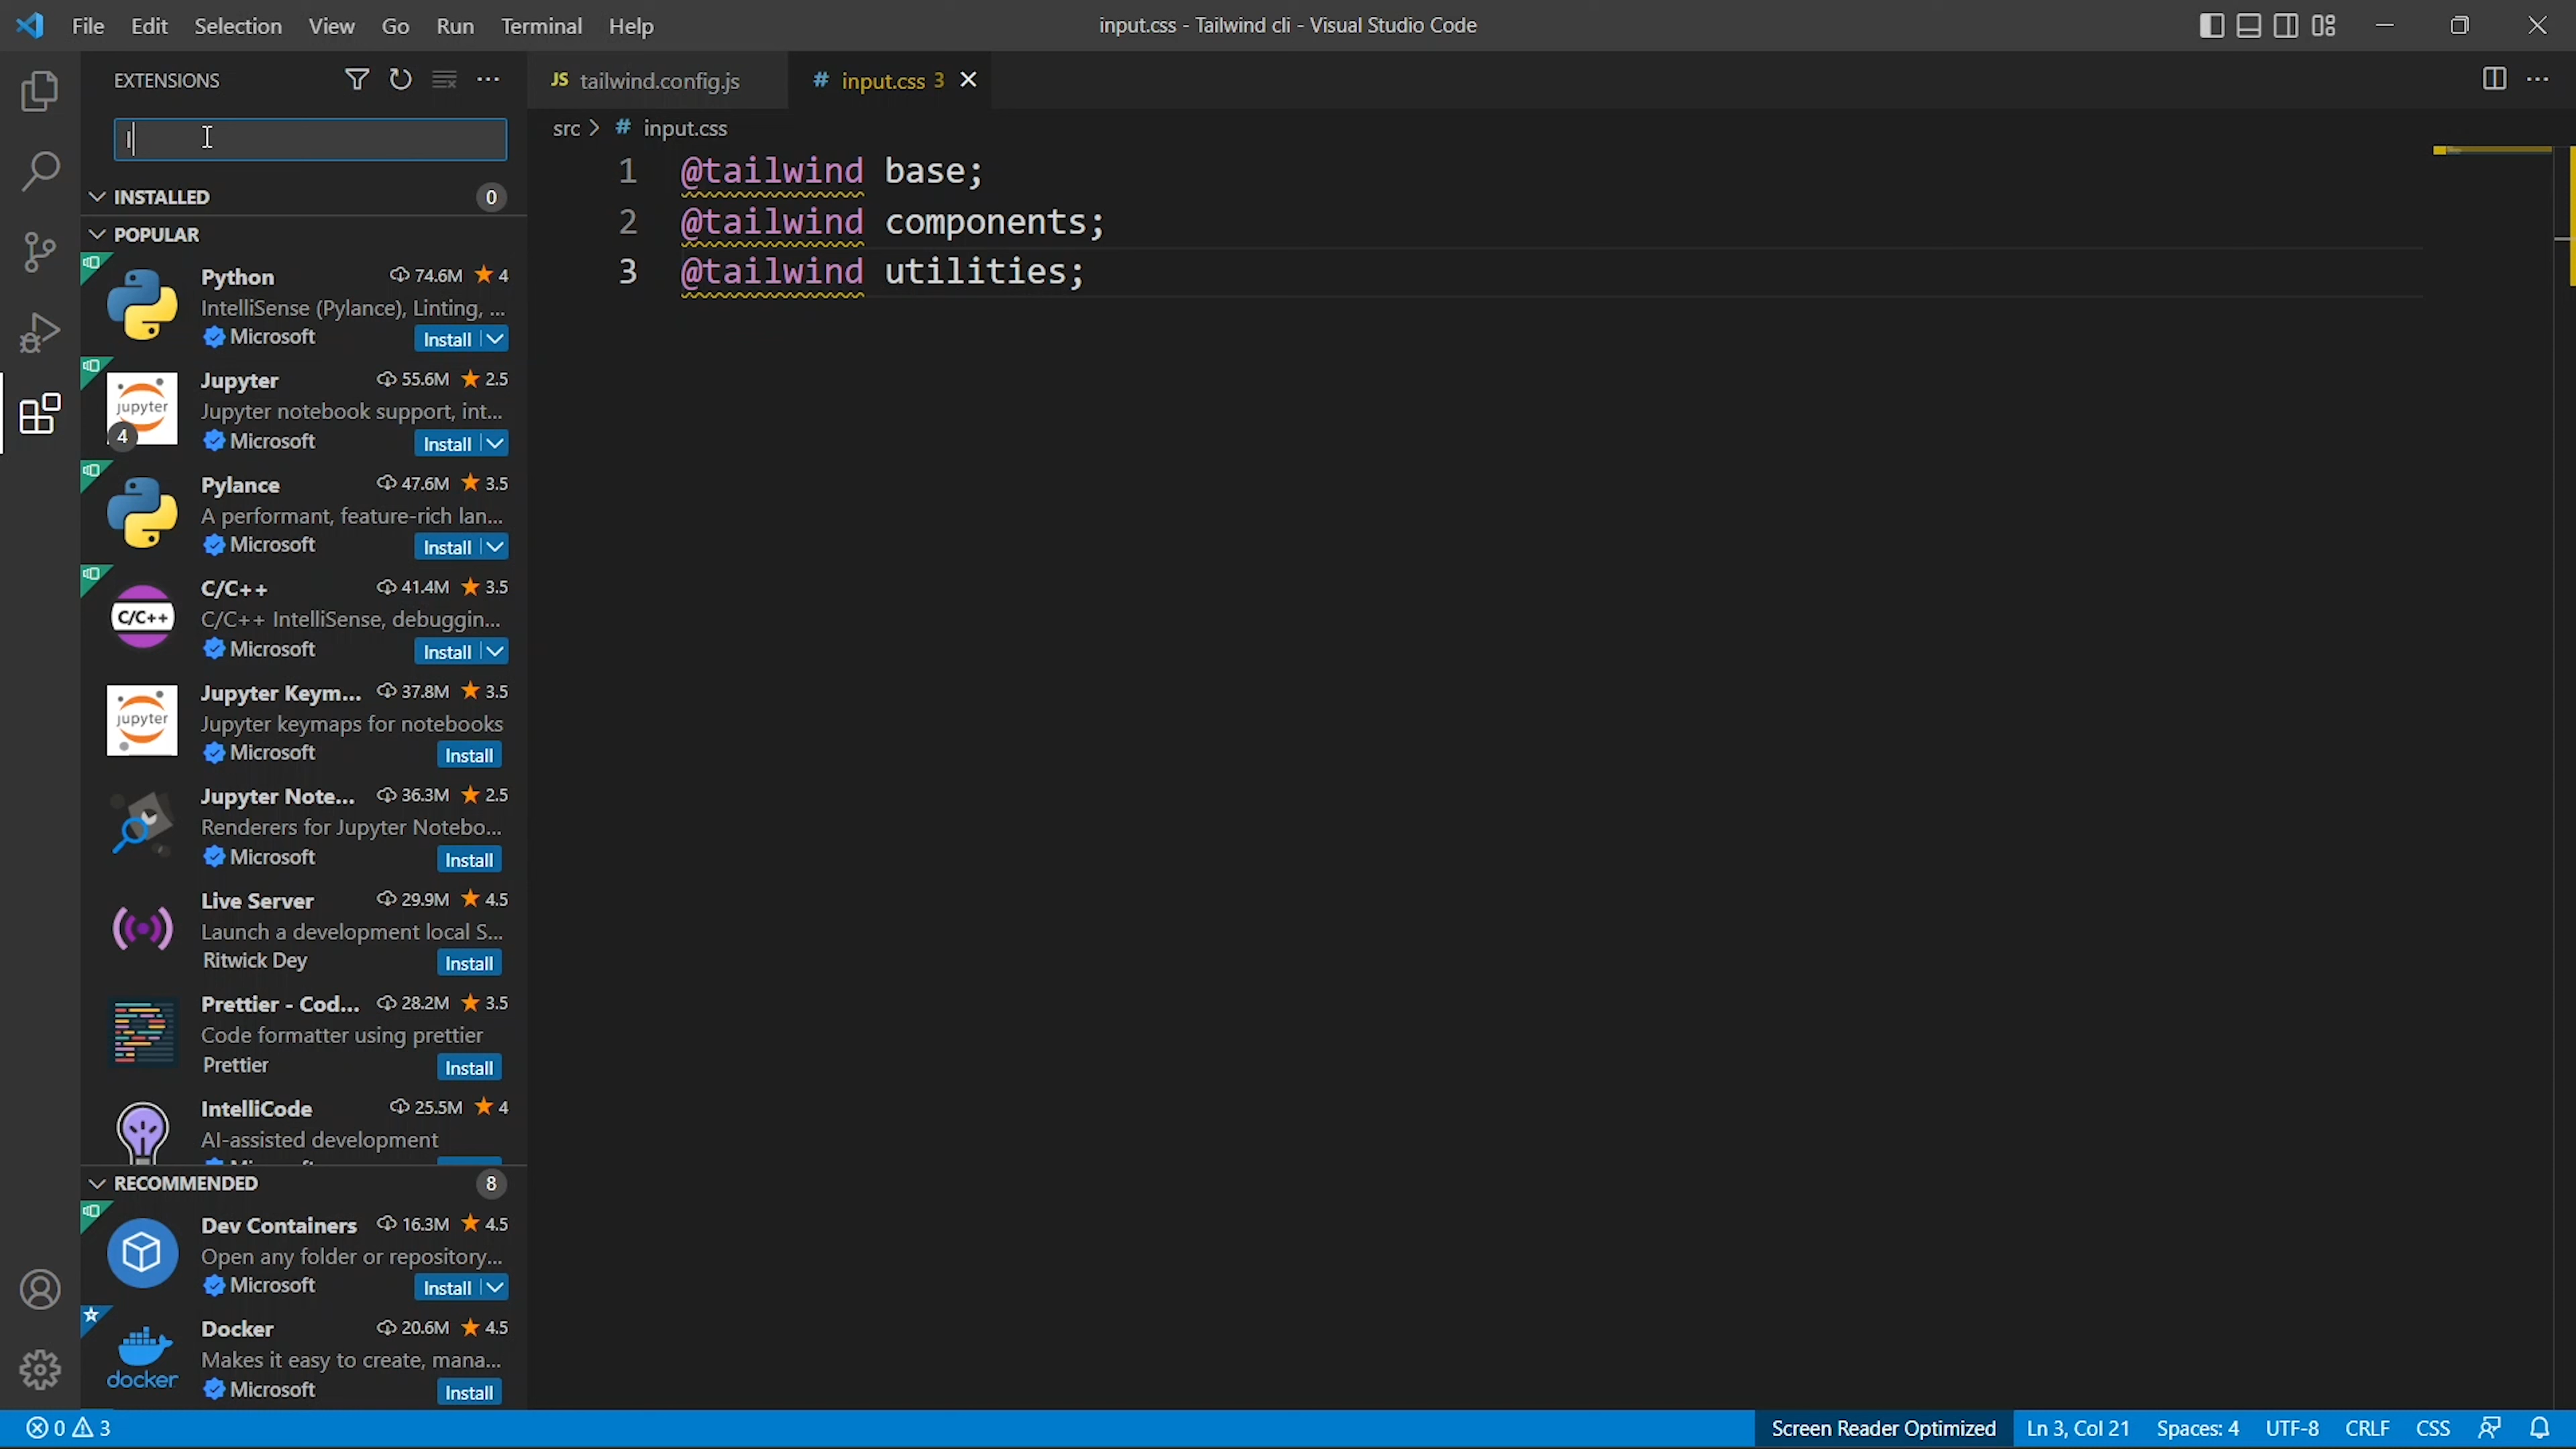 File Edit Selection View Go Run Terminal Help
input.css - Tailwind cli - Visual Studio Code
EXTENSIONS
JS tailwind.config.js
# input.css 3
src > # input.css
INSTALLED 0
POPULAR
Python 74.6M ★ 4
IntelliSense (Pylance), Linting, ...
Microsoft Install
Jupyter 55.6M ★ 2.5
Jupyter notebook support, int...
Microsoft Install
jupyter
4
Pylance 47.6M ★ 3.5
A performant, feature-rich lan...
Microsoft Install
C/C++ 41.4M ★ 3.5
C/C++ IntelliSense, debuggin...
Microsoft Install
C/C++
Jupyter Keym... 37.8M ★ 3.5
Jupyter keymaps for notebooks
Microsoft Install
jupyter
Jupyter Note... 36.3M ★ 2.5
Renderers for Jupyter Notebo...
Microsoft Install
Live Server 29.9M ★ 4.5
Launch a development local S...
Ritwick Dey Install
Prettier - Cod... 28.2M ★ 3.5
Code formatter using prettier
Prettier Install
IntelliCode 25.5M ★ 4
AI-assisted development
RECOMMENDED 8
Dev Containers 16.3M ★ 4.5
Open any folder or repository...
Microsoft Install
Docker 20.6M ★ 4.5
Makes it easy to create, mana...
Microsoft Install
docker
1 @tailwind base;
2 @tailwind components;
3 @tailwind utilities;
0 3
Screen Reader Optimized Ln 3, Col 21 Spaces: 4 UTF-8 CRLF CSS